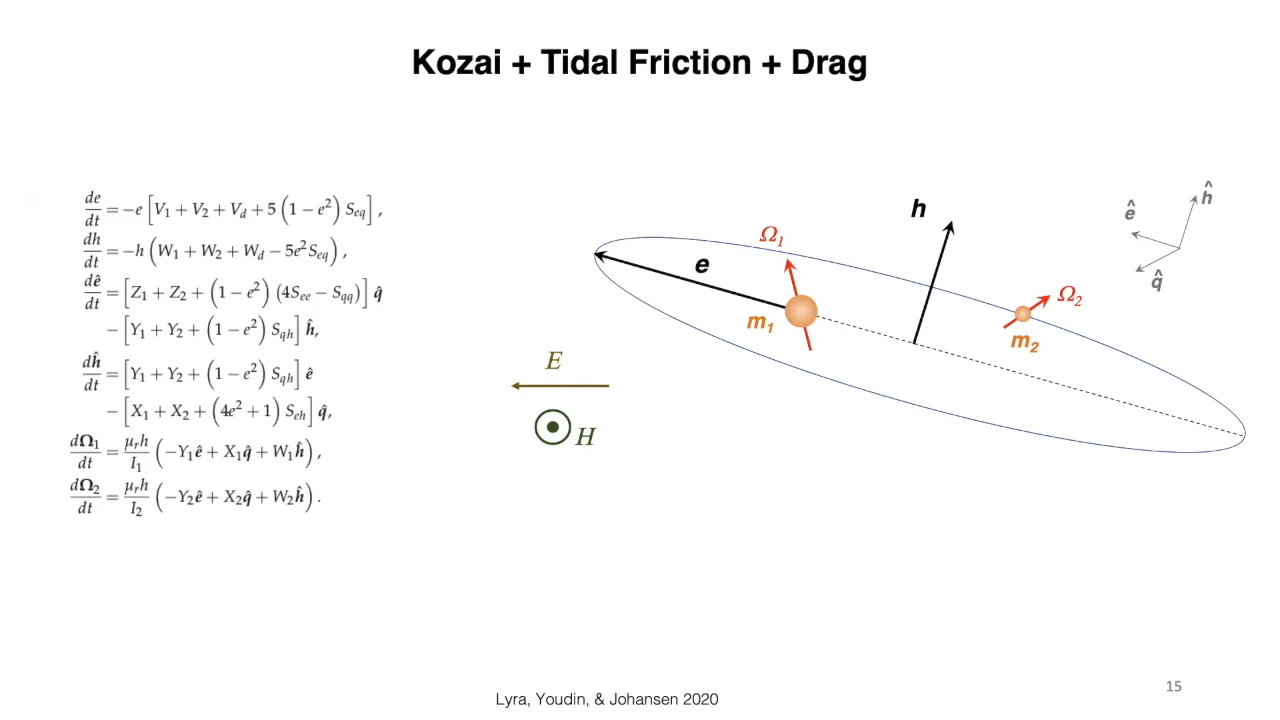 Kozai + Tidal Friction + Drag
de/dt = −e [V₁ + V₂ + V_d + 5 (1 − e²) S_eq] ,
dh/dt = −h (W₁ + W₂ + W_d − 5e²S_eq) ,
dê/dt = [Z₁ + Z₂ + (1 − e²) (4S_ee − S_qq)] q̂
− [Y₁ + Y₂ + (1 − e²) S_qh] ĥ,
dĥ/dt = [Y₁ + Y₂ + (1 − e²) S_qh] ê
− [X₁ + X₂ + (4e² + 1) S_eh] q̂,
dΩ₁/dt = μ_r h/I₁ (−Y₁ê + X₁q̂ + W₁ĥ) ,
dΩ₂/dt = μ_r h/I₂ (−Y₂ê + X₂q̂ + W₂ĥ) .
Ω₁
e
m₁
h
Ω₂
m₂
ê
ĥ
q̂
E
H
Lyra, Youdin, & Johansen 2020
15